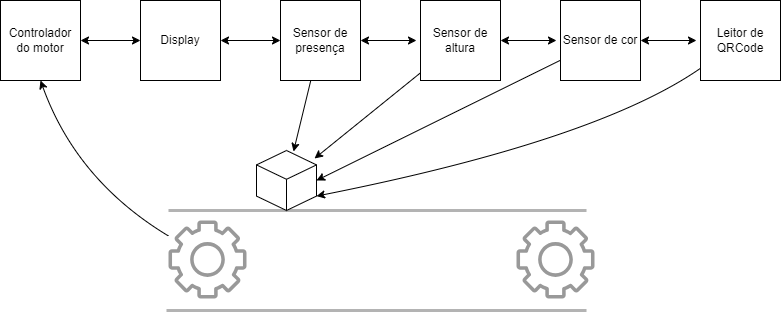 Controlador
do motor
Display
Sensor de
presença
Sensor de
altura
Sensor de cor
Leitor de
QRCode